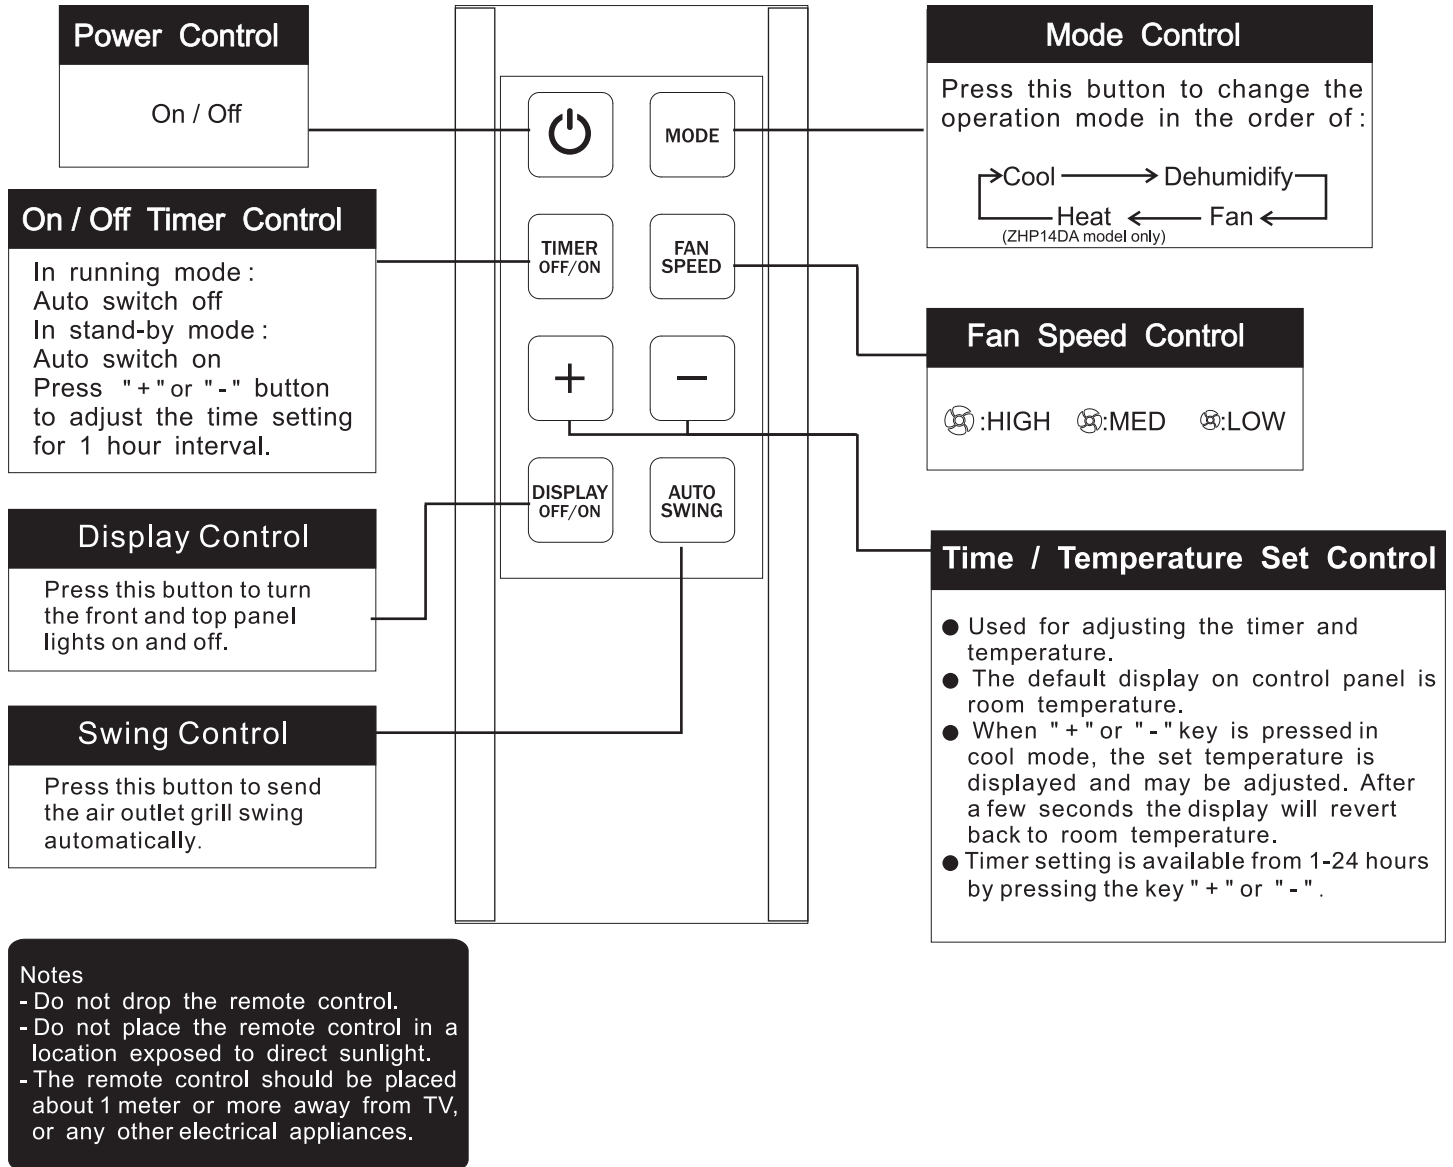 Power Control
On / Off
On / Off Timer Control
In running mode :
Auto switch off
In stand-by mode :
Auto switch on
Press "+" or "-" button
to adjust the time setting
for 1 hour interval.
Display Control
Press this button to turn
the front and top panel
lights on and off.
Swing Control
Press this button to send
the air outlet grill swing
automatically.
MODE
TIMER
OFF/ON
FAN
SPEED
+
−
DISPLAY
OFF/ON
AUTO
SWING
Mode Control
Press this button to change the
operation mode in the order of :
Cool Dehumidify
Heat Fan
(ZHP14DA model only)
Fan Speed Control
:HIGH :MED :LOW
Time / Temperature Set Control
● Used for adjusting the timer and
temperature.
● The default display on control panel is
room temperature.
● When "+" or "-" key is pressed in
cool mode, the set temperature is
displayed and may be adjusted. After
a few seconds the display will revert
back to room temperature.
● Timer setting is available from 1-24 hours
by pressing the key "+" or "-".
Notes
- Do not drop the remote control.
- Do not place the remote control in a
location exposed to direct sunlight.
- The remote control should be placed
about 1 meter or more away from TV,
or any other electrical appliances.